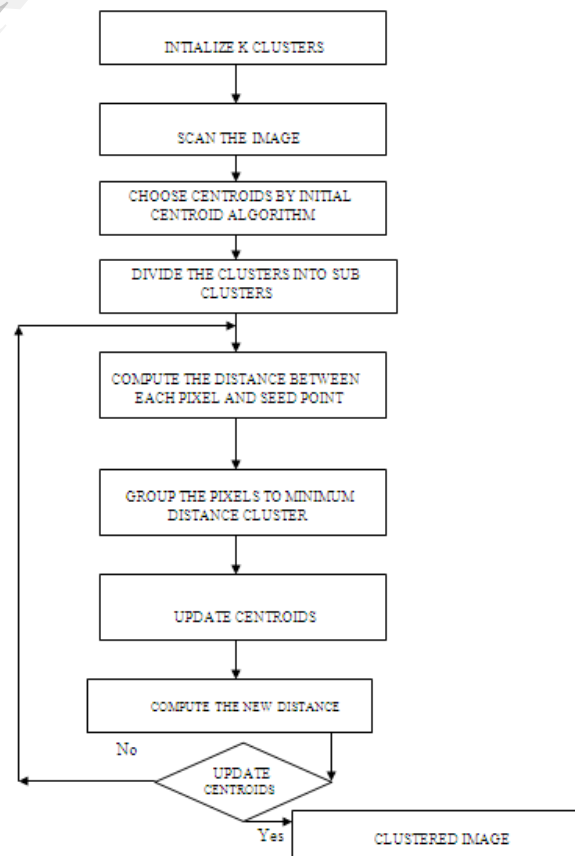 INTIALIZE K CLUSTERS
SCAN THE IMAGE
CHOOSE CENTROIDS BY INITIAL
CENTROID ALGORITHM
DIVIDE THE CLUSTERS INTO SUB
CLUSTERS
COMPUTE THE DISTANCE BETWEEN
EACH PIXEL AND SEED POINT
GROUP THE PIXELS TO MINIMUM
DISTANCE CLUSTER
UPDATE CENTROIDS
COMPUTE THE NEW DISTANCE
No
UPDATE
CENTROIDS
Yes
CLUSTERED IMAGE